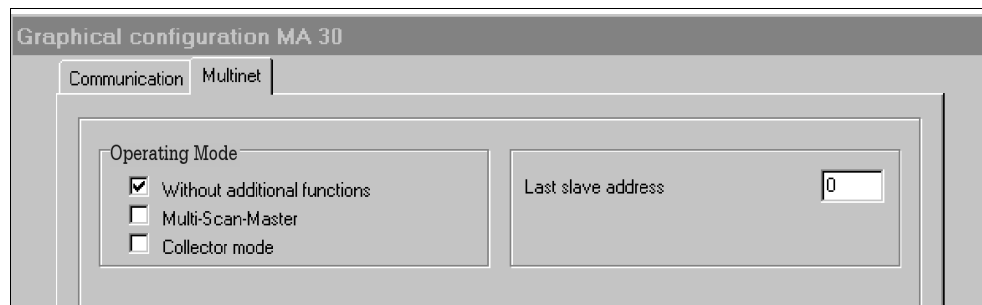 Graphical configuration MA 30
Communication Multinet
Operating Mode
Without additional functions
Multi-Scan-Master
Collector mode
Last slave address 0